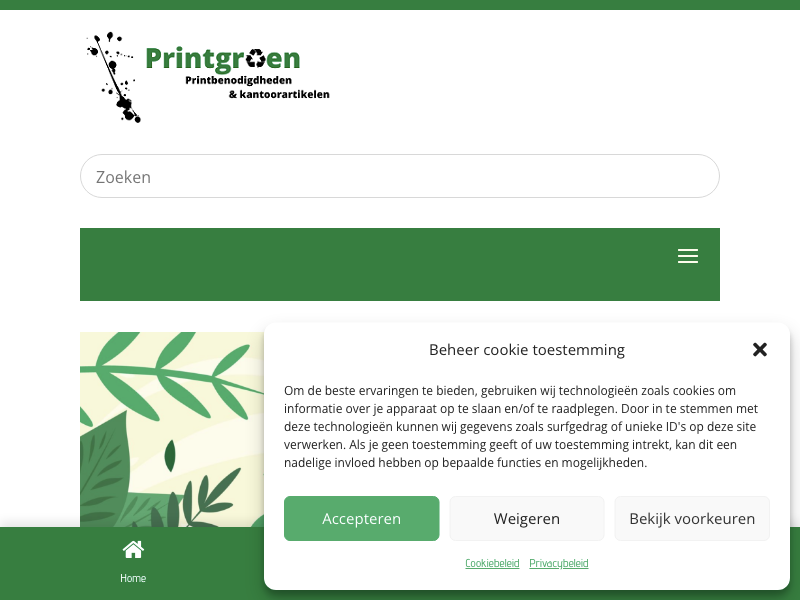 Printgroen
Printbenodigdheden
& kantoorartikelen
Zoeken
Beheer cookie toestemming
Om de beste ervaringen te bieden, gebruiken wij technologieën zoals cookies om
informatie over je apparaat op te slaan en/of te raadplegen. Door in te stemmen met
deze technologieën kunnen wij gegevens zoals surfgedrag of unieke ID's op deze site
verwerken. Als je geen toestemming geeft of uw toestemming intrekt, kan dit een
nadelige invloed hebben op bepaalde functies en mogelijkheden.
Accepteren
Weigeren
Bekijk voorkeuren
Cookiebeleid
Privacybeleid
Home